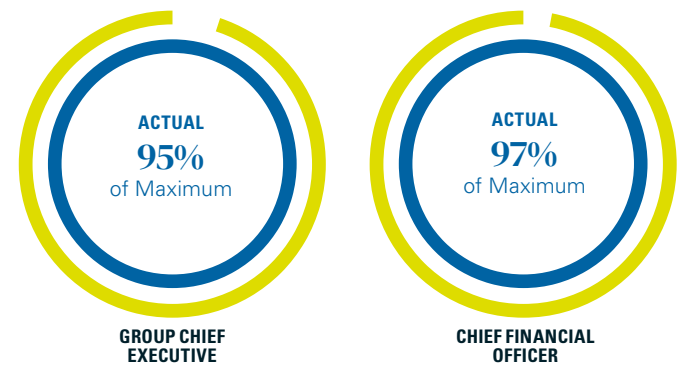 ACTUAL
95%
of Maximum
GROUP CHIEF
EXECUTIVE
ACTUAL
97%
of Maximum
CHIEF FINANCIAL
OFFICER